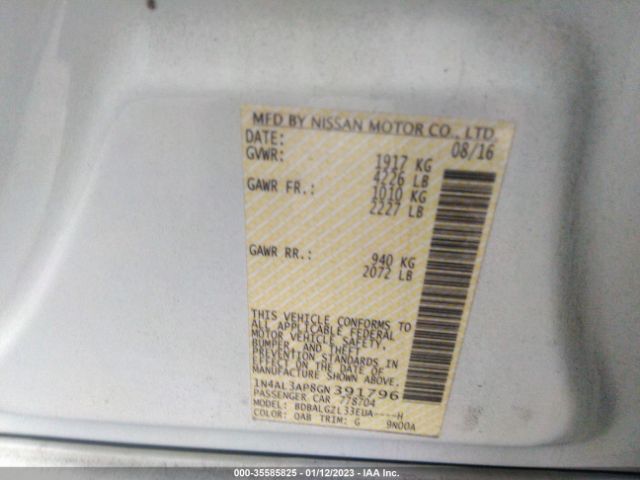 MFD BY NISSAN MOTOR CO., LTD.
DATE: 08/16
GVWR: 1917 KG
4226 LB
GAWR FR.: 1010 KG
2227 LB
GAWR RR.: 940 KG
2072 LB
THIS VEHICLE CONFORMS TO
ALL APPLICABLE FEDERAL
MOTOR VEHICLE SAFETY,
BUMPER, AND THEFT
PREVENTION STANDARDS IN
EFFECT ON THE DATE OF
MANUFACTURE SHOWN ABOVE.
1N4AL3AP8GN391796
PASSENGER CAR 778704
MODEL: BDBALGZL33EUA----H
COLOR: QAB TRIM: G 9N00A
000-35585825 - 01/12/2023 - IAA Inc.